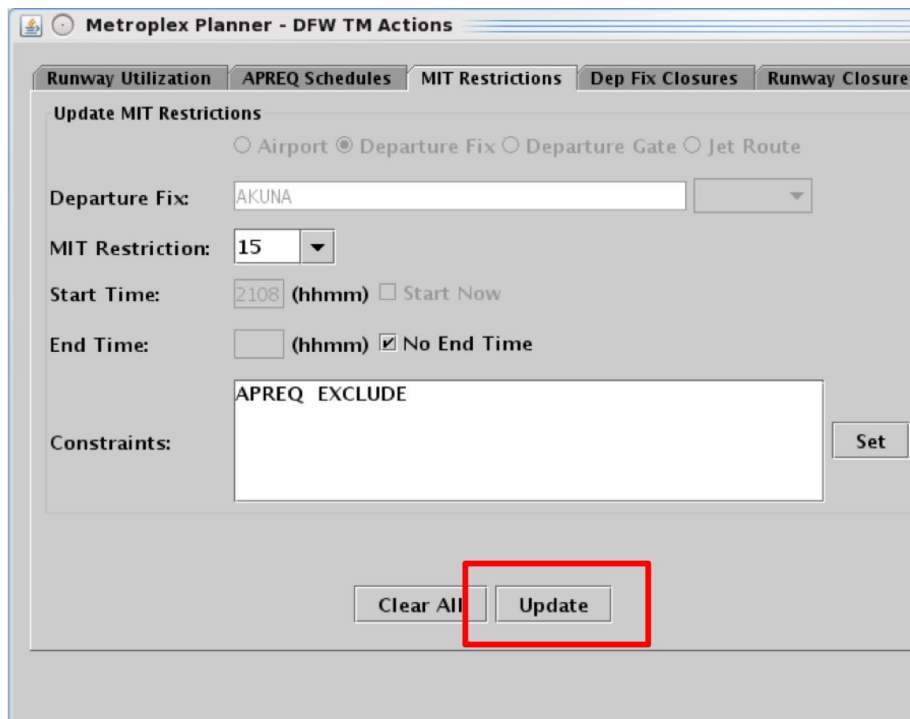 Metroplex Planner - DFW TM Actions
Runway Utilization APREQ Schedules MIT Restrictions Dep Fix Closures Runway Closure
Update MIT Restrictions
Airport Departure Fix Departure Gate Jet Route
Departure Fix: AKUNA
MIT Restriction: 15
Start Time: 2108 (hhmm) Start Now
End Time: (hhmm) No End Time
APREQ EXCLUDE
Constraints: Set
Clear All Update